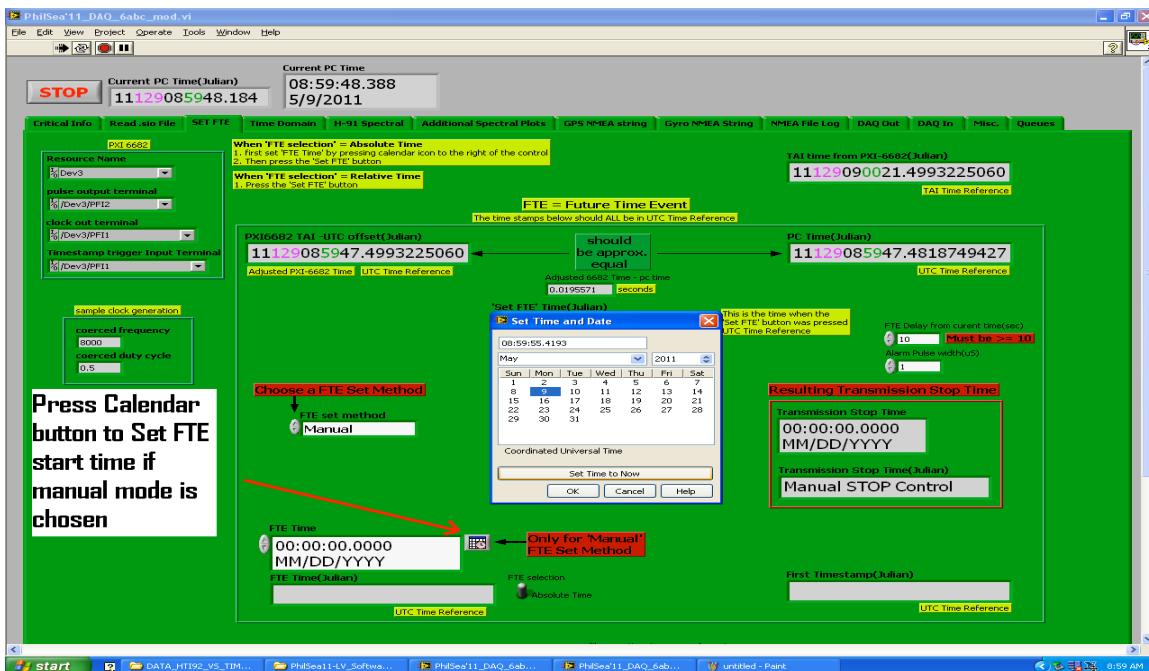 PhilSea'11_DAQ_6abc_mod.vi
File Edit View Project Operate Tools Window Help
STOP
Current PC Time(Julian)
11129085948.184
Current PC Time
08:59:48.388
5/9/2011
Critical Info Read .sio File SET FTE Time Domain H-91 Spectral Additional Spectral Plots GPS NMEA string Gyro NMEA String NMEA File Log DAQ Out DAQ In Misc. Queues
PXI 6682
Resource Name
Dev3
pulse output terminal
/Dev3/PFI2
clock out terminal
/Dev3/PFI1
Timestamp trigger Input Terminal
/Dev3/PFI1
When 'FTE selection' = Absolute Time
1. first set 'FTE Time' by pressing calendar icon to the right of the control
2. Then press the 'Set FTE' button
When 'FTE selection' = Relative Time
1. Press the 'Set FTE' button
TAI time from PXI-6682(Julian)
11129090021.4993225060
TAI Time Reference
FTE = Future Time Event
The time stamps below should ALL be in UTC Time Reference
PXI6682 TAI -UTC offset(Julian)
11129085947.4993225060
Adjusted PXI-6682 Time UTC Time Reference
should
be approx.
equal
Adjusted 6682 Time - pc time
0.0195571 seconds
PC Time(Julian)
11129085947.4818749427
UTC Time Reference
sample clock generation
coerced frequency
8000
coerced duty cycle
0.5
'Set FTE' Time(Julian)
This is the time when the
'Set FTE' button was pressed
UTC Time Reference
FTE Delay from curent time(sec)
10 Must be >= 10
Alarm Pulse width(uS)
1
Set Time and Date
08:59:55.4193
May 2011
Sun Mon Tue Wed Thu Fri Sat
1 2 3 4 5 6 7
8 9 10 11 12 13 14
15 16 17 18 19 20 21
22 23 24 25 26 27 28
29 30 31
Coordinated Universal Time
Set Time to Now
OK Cancel Help
Choose a FTE Set Method
FTE set method
Manual
Resulting Transmission Stop Time
Transmission Stop Time
00:00:00.0000
MM/DD/YYYY
Transmission Stop Time(Julian)
Manual STOP Control
Press Calendar
button to Set FTE
start time if
manual mode is
chosen
FTE Time
00:00:00.0000
MM/DD/YYYY
Only for 'Manual'
FTE Set Method
FTE Time(Julian)
UTC Time Reference
FTE selection
Absolute Time
First Timestamp(Julian)
UTC Time Reference
start DATA_HTI92_VS_TIM... PhilSea11-LV_Softwa... PhilSea'11_DAQ_6ab... PhilSea'11_DAQ_6ab... untitled - Paint 8:59 AM